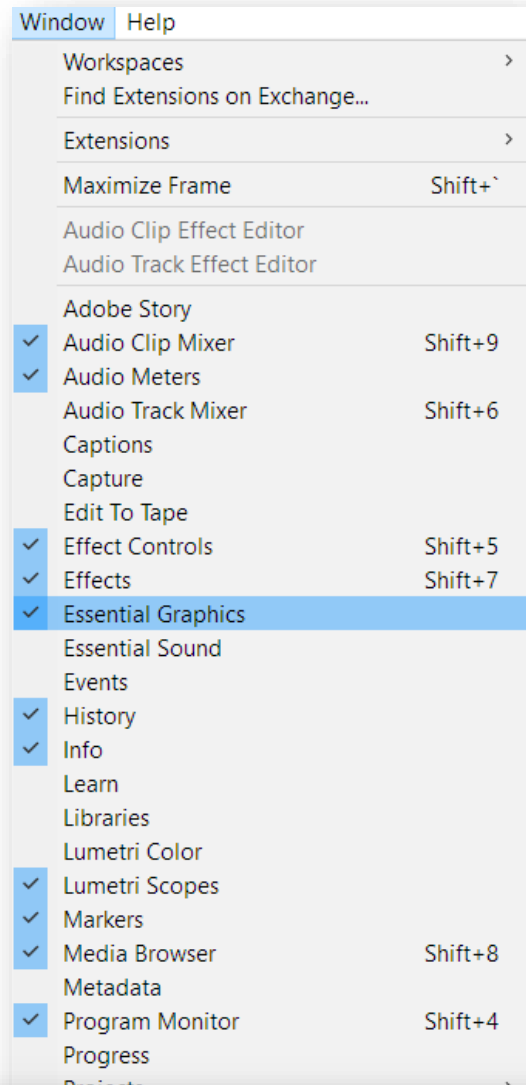 Window Help
Workspaces
Find Extensions on Exchange...
Extensions
Maximize Frame Shift+`
Audio Clip Effect Editor
Audio Track Effect Editor
Adobe Story
Audio Clip Mixer Shift+9
Audio Meters
Audio Track Mixer Shift+6
Captions
Capture
Edit To Tape
Effect Controls Shift+5
Effects Shift+7
Essential Graphics
Essential Sound
Events
History
Info
Learn
Libraries
Lumetri Color
Lumetri Scopes
Markers
Media Browser Shift+8
Metadata
Program Monitor Shift+4
Progress